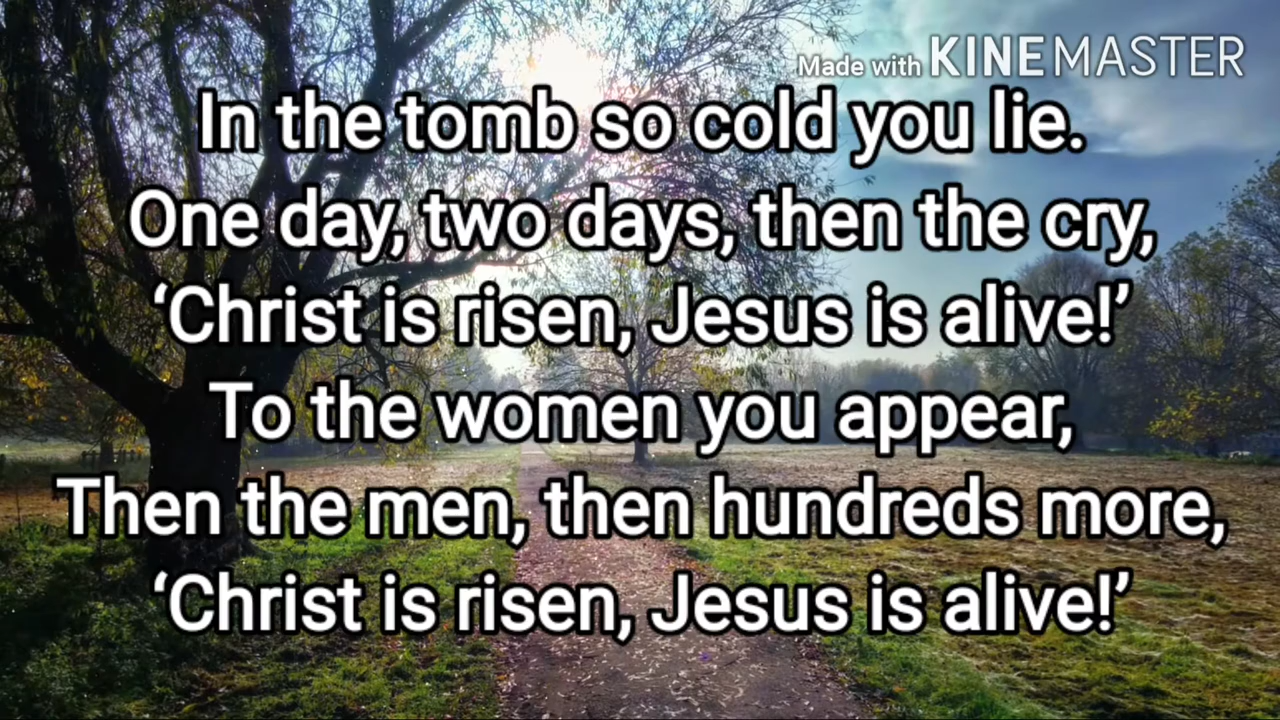 Made with KINEMASTER
In the tomb so cold you lie.
One day, two days, then the cry,
‘Christ is risen, Jesus is alive!’
To the women you appear,
Then the men, then hundreds more,
‘Christ is risen, Jesus is alive!’